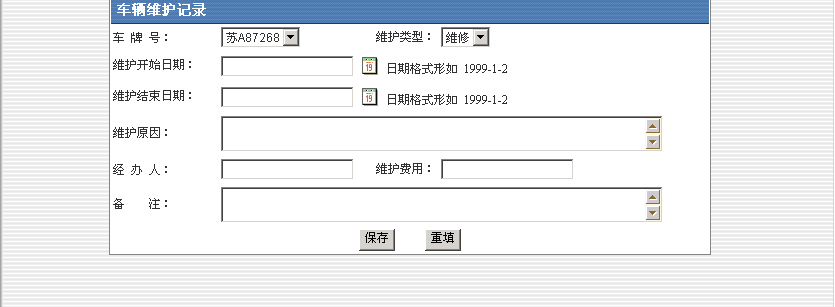 车辆维护记录
车 牌 号： 苏A87268 维护类型： 维修
维护开始日期： 19 日期格式形如 1999-1-2
维护结束日期： 19 日期格式形如 1999-1-2
维护原因：
经 办 人： 维护费用：
备 注：
保存 重填